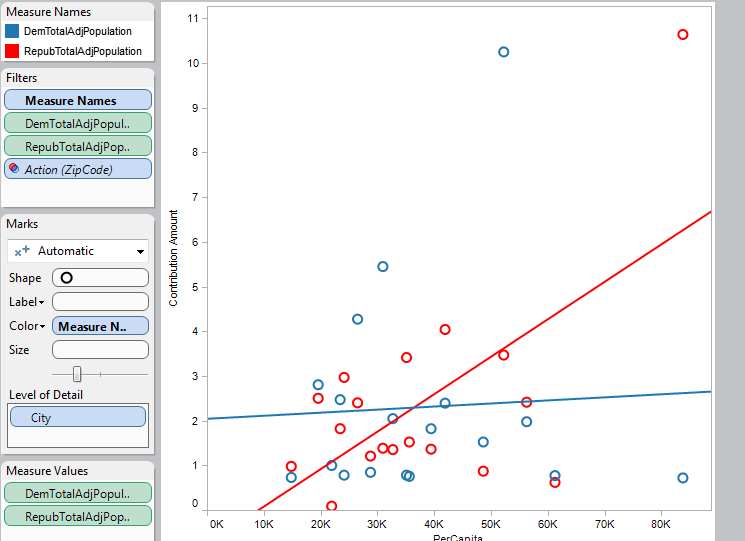 Measure Names
DemTotalAdjPopulation
RepubTotalAdjPopulation
Filters
Measure Names
DemTotalAdjPopul..
RepubTotalAdjPop..
Action (ZipCode)
Marks
Automatic
Shape
Label
Color
Measure N..
Size
Level of Detail
City
Measure Values
DemTotalAdjPopul..
RepubTotalAdjPop..
Contribution Amount
11
10
9
8
7
6
5
4
3
2
1
0
0K 10K 20K 30K 40K 50K 60K 70K 80K
PerCapita